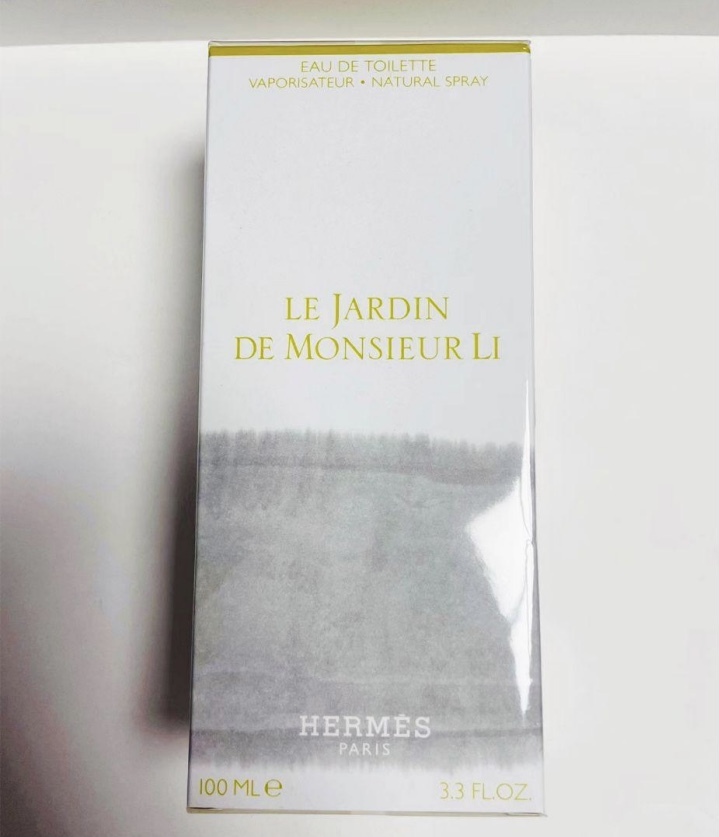 EAU DE TOILETTE
VAPORISATEUR • NATURAL SPRAY
LE JARDIN
DE MONSIEUR LI
HERMÈS
PARIS
100 ML ℮ 3.3 FL.OZ.